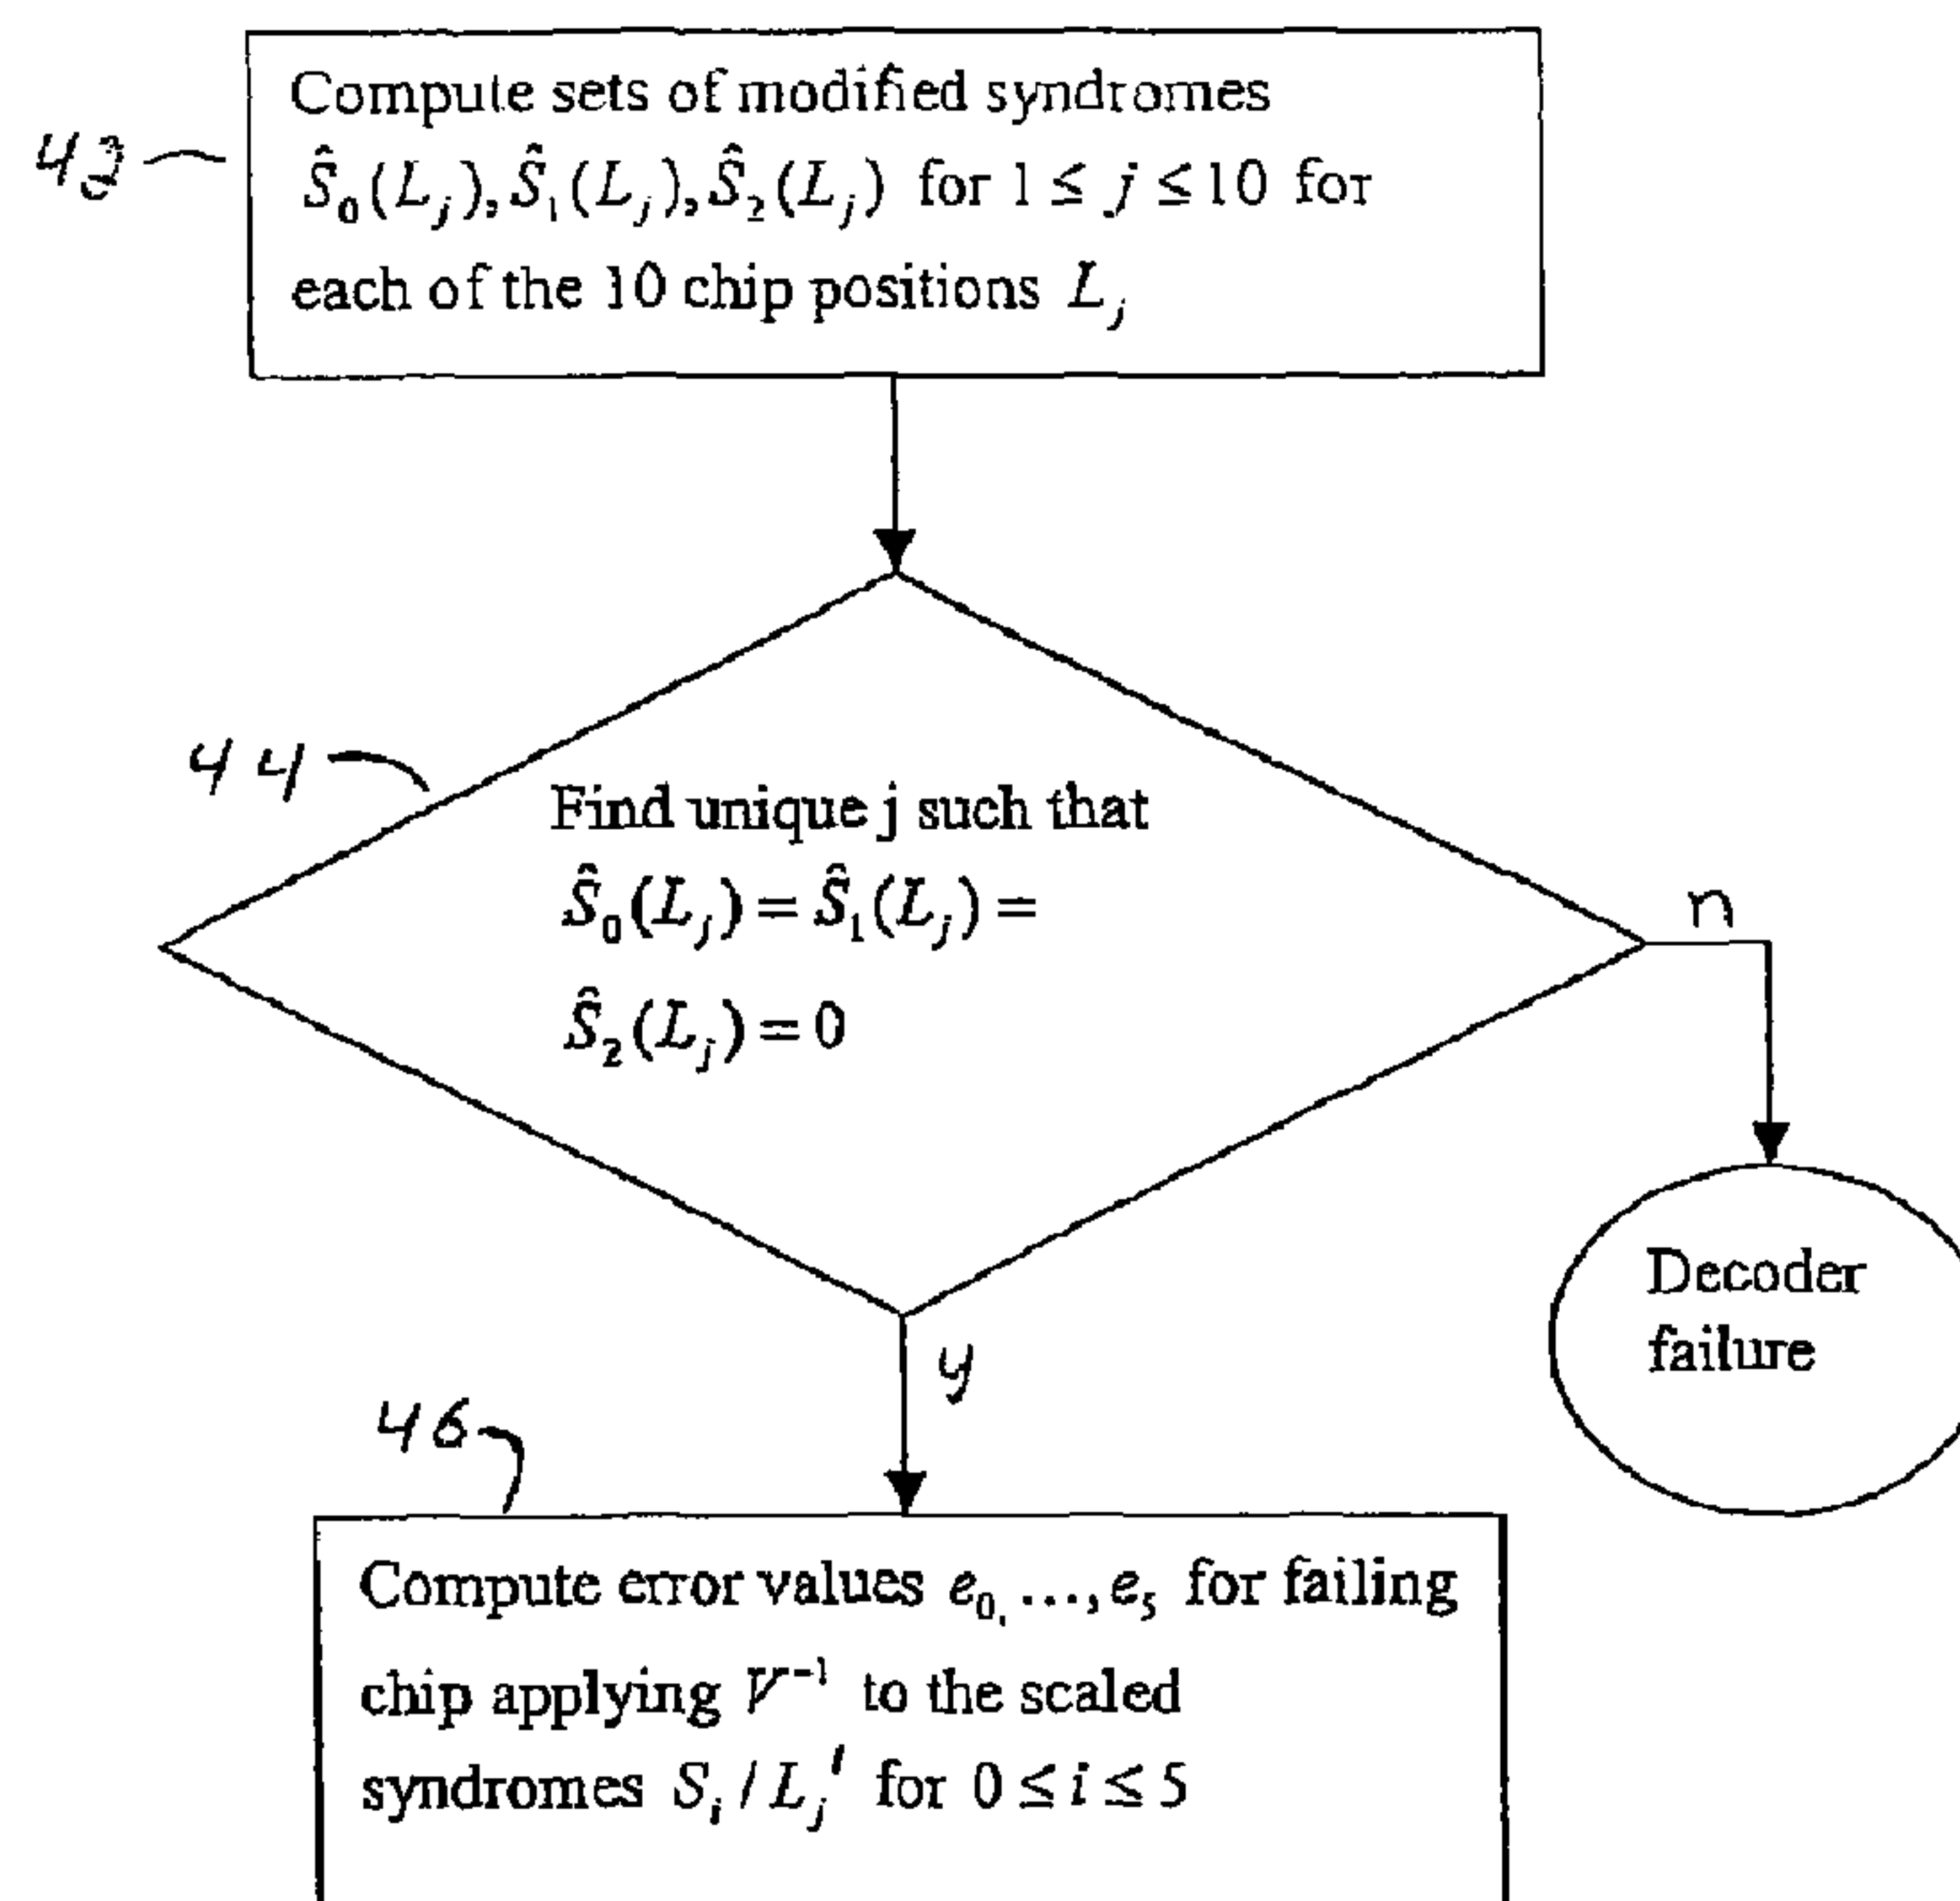 Compute sets of modified syndromes
43
Ŝ₀(Lⱼ),Ŝ₁(Lⱼ),Ŝ₂(Lⱼ) for 1 ≤ j ≤ 10 for
each of the 10 chip positions Lⱼ
44
Find unique j such that
Ŝ₀(Lⱼ) = Ŝ₁(Lⱼ) =
n
Ŝ₂(Lⱼ) = 0
Decoder
failure
y
46
Compute error values e₀, ..., e₅ for failing
chip applying V⁻¹ to the scaled
syndromes Sᵢ / Lⱼ' for 0 ≤ i ≤ 5